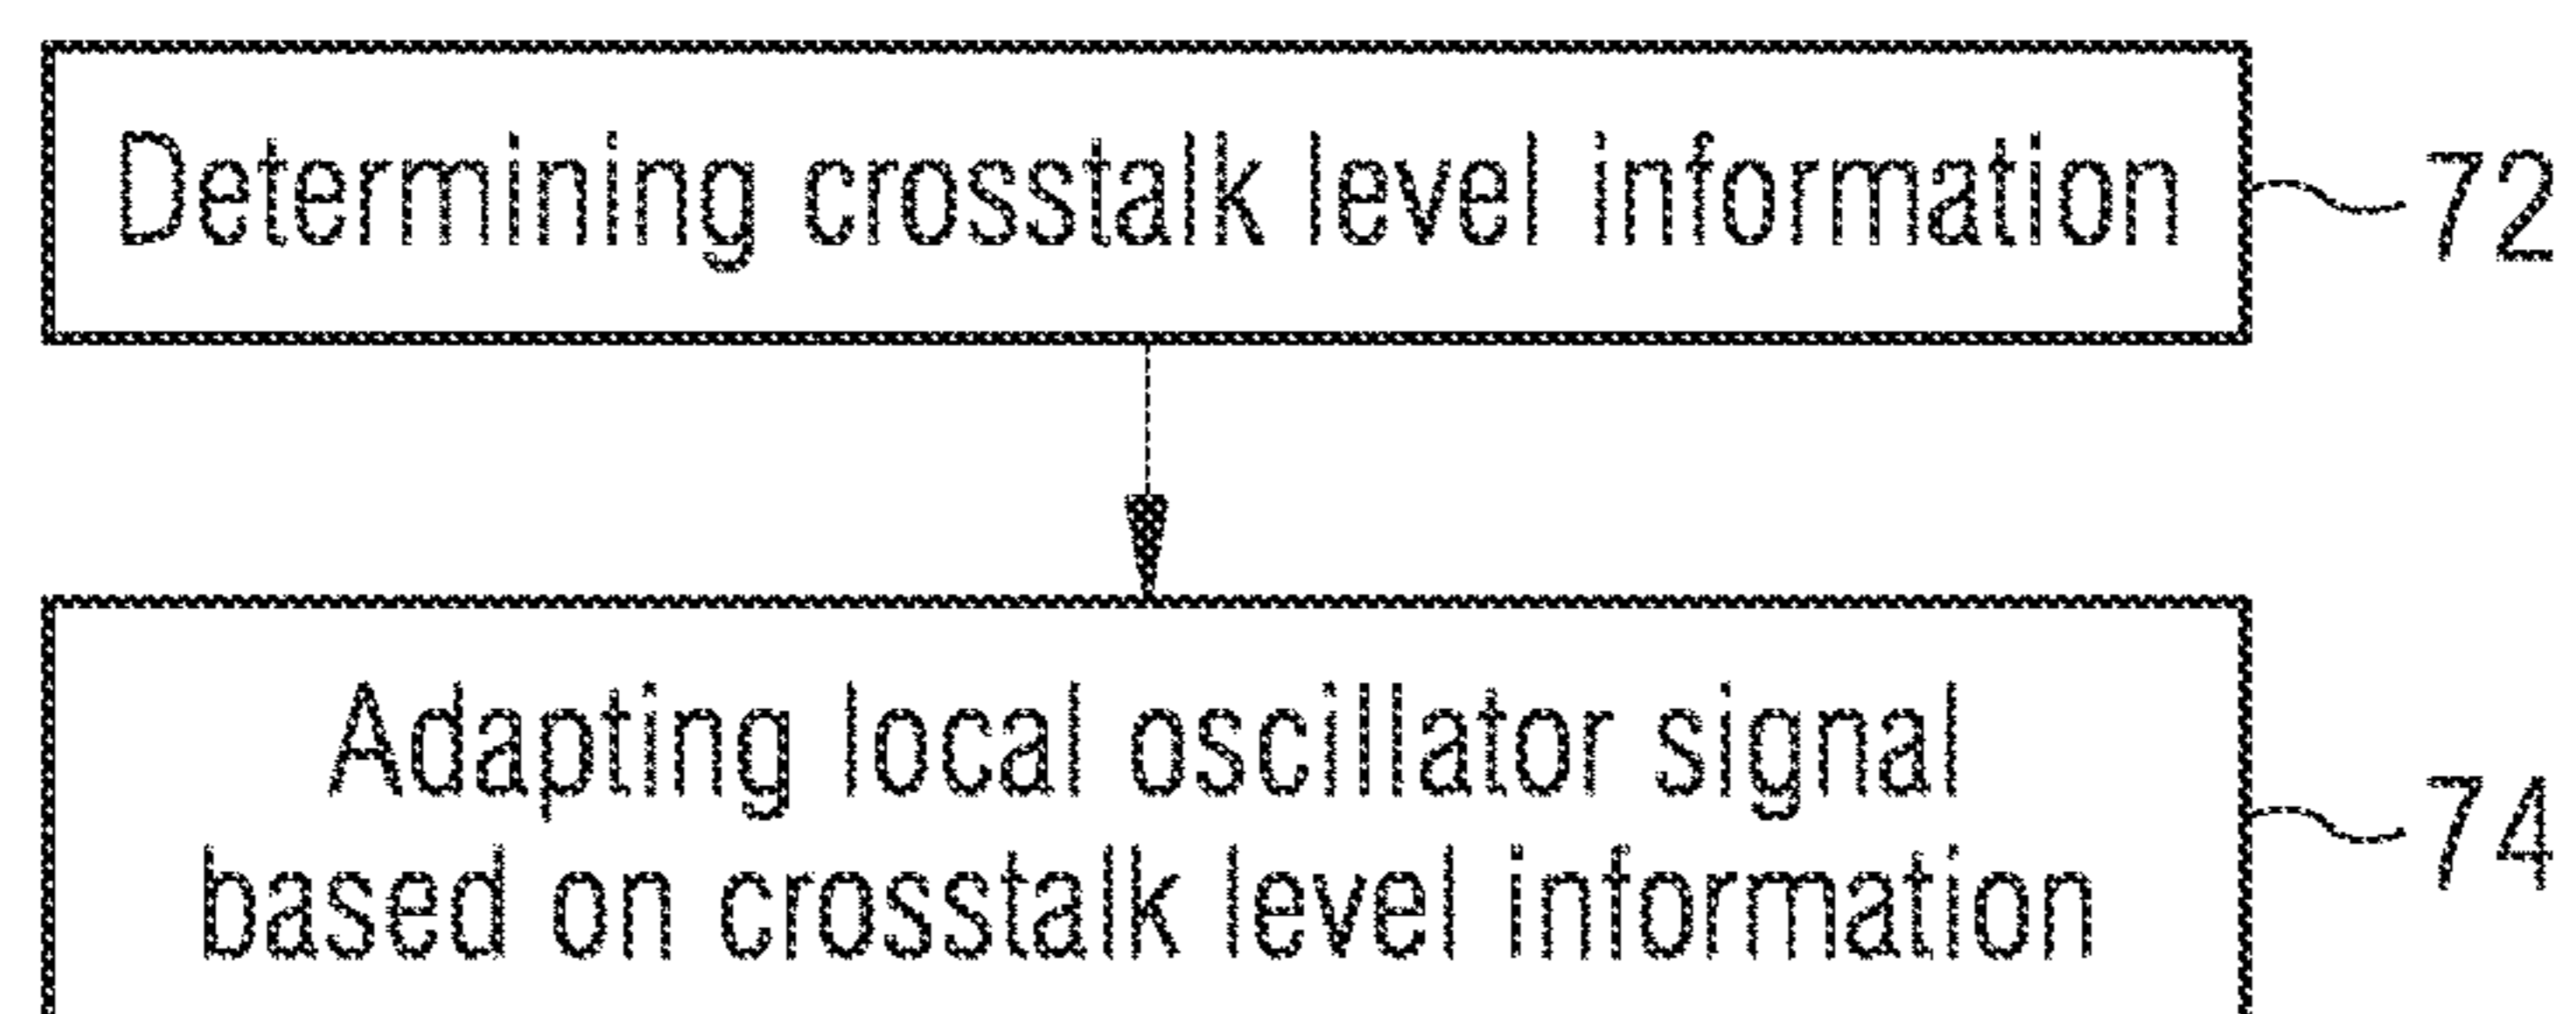 Determining crosstalk level information
72
Adapting local oscillator signal
based on crosstalk level information
74